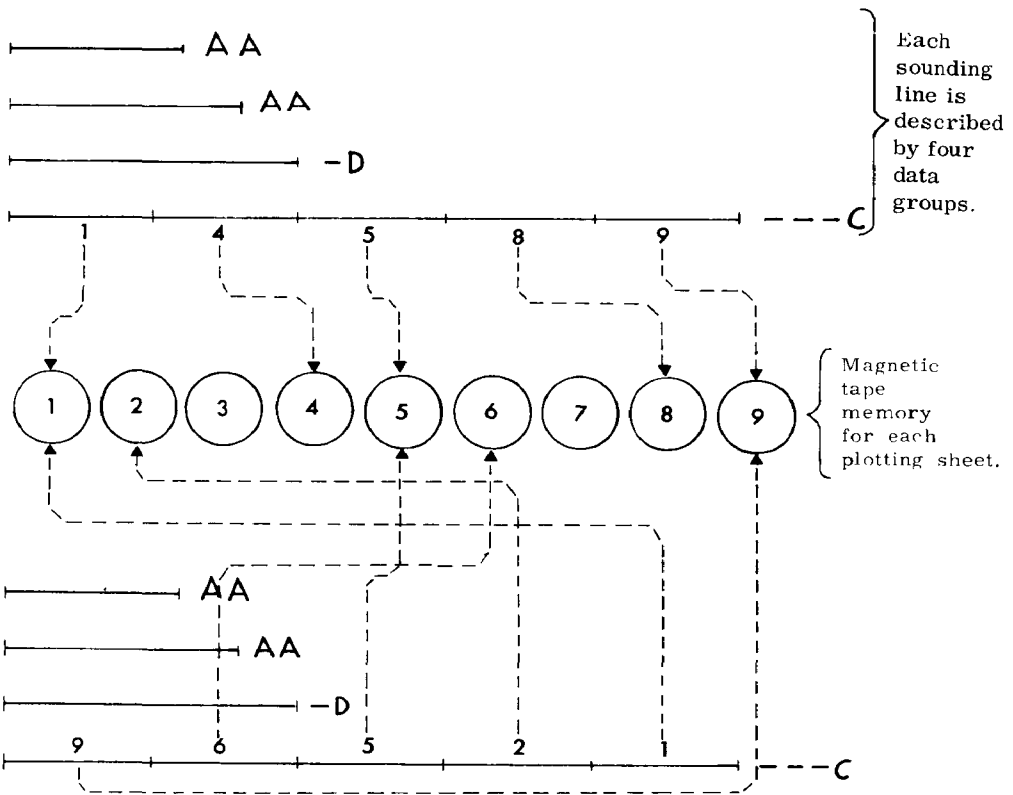 A A
Each
sounding
line is
described
by four
data
groups.
AA
-D
----C
1 4 5 8 9
1 2 3 4 5 6 7 8 9
Magnetic
tape
memory
for each
plotting sheet.
AA
AA
-D
9 6 5 2 1
----C